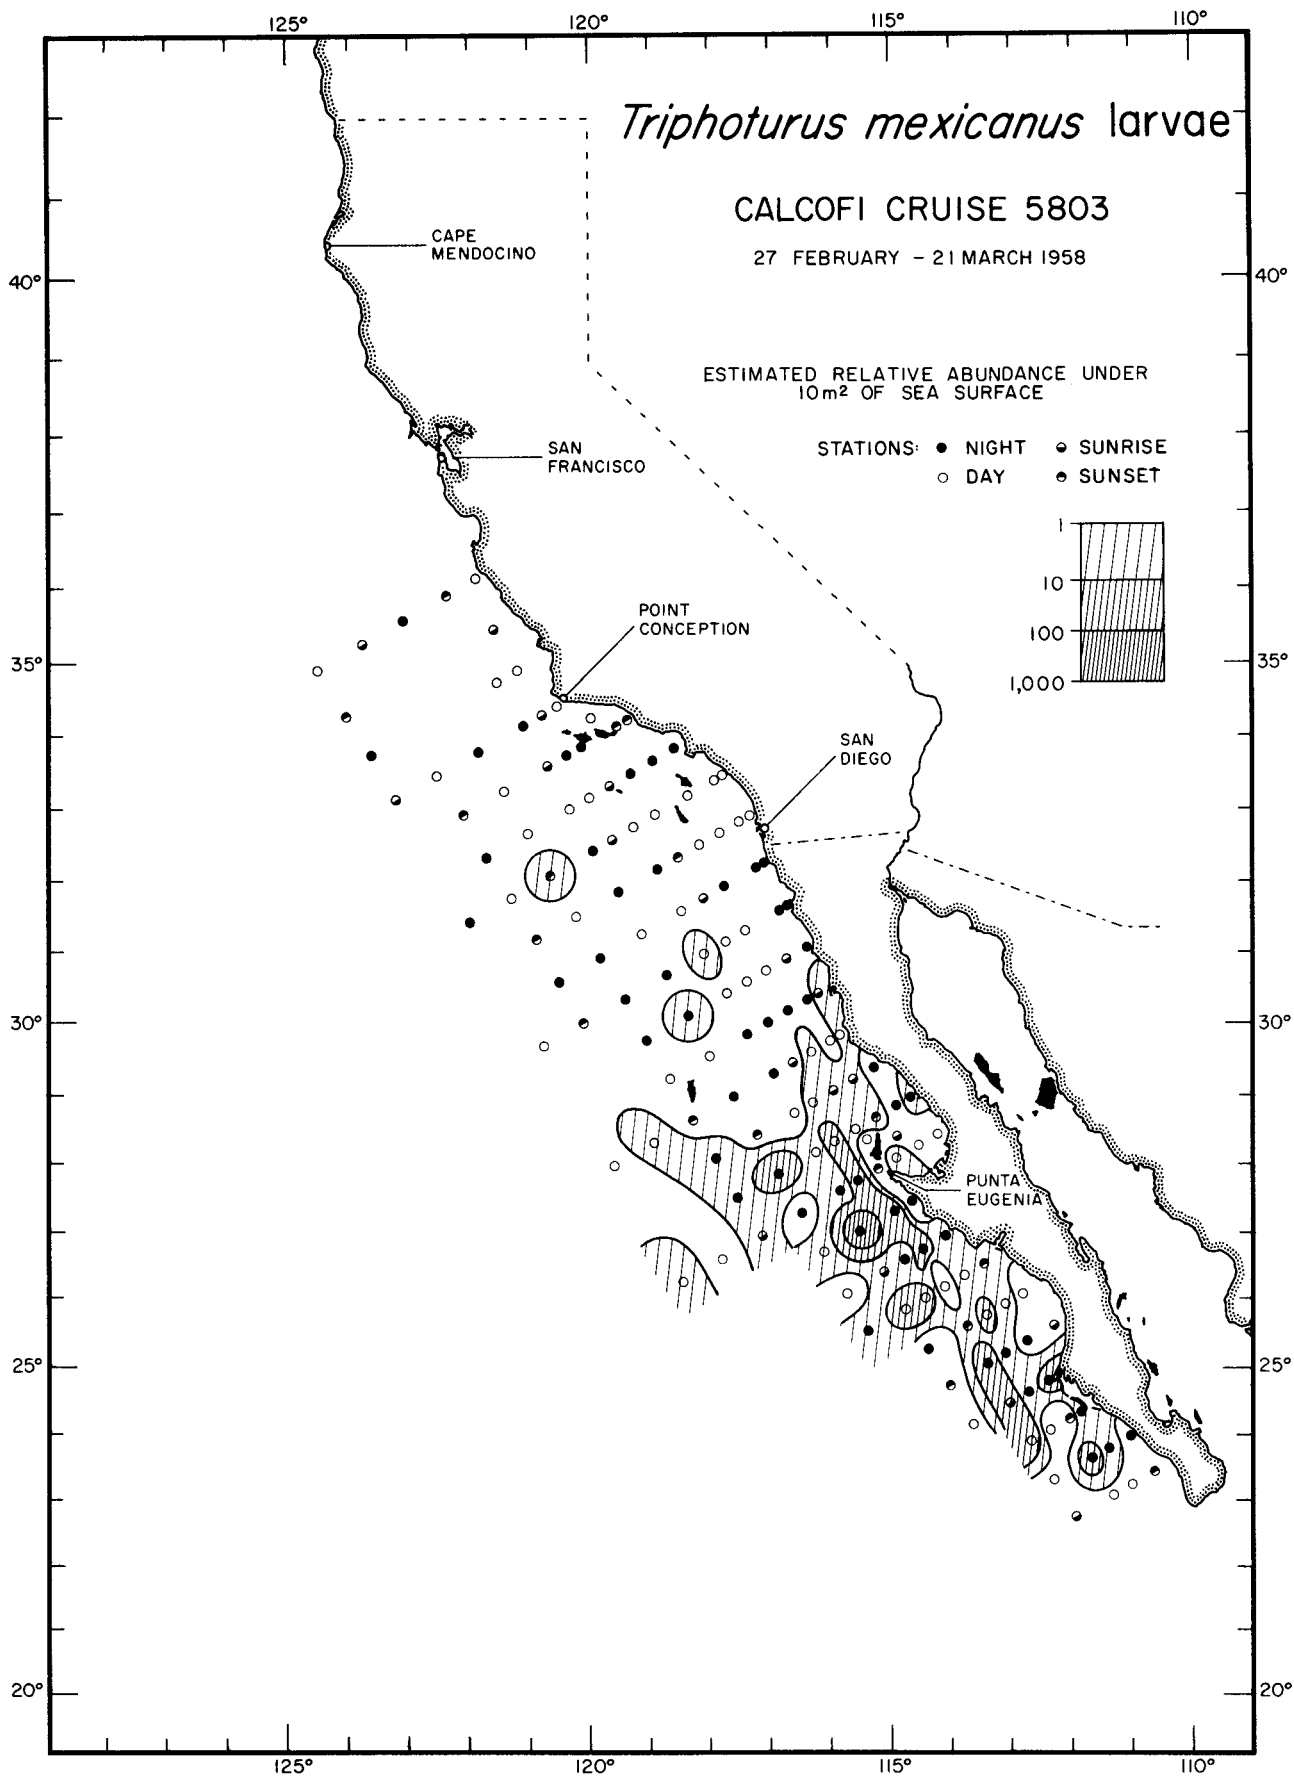 125° 120° 115° 110°
Triphoturus mexicanus larvae
CALCOFI CRUISE 5803
27 FEBRUARY – 21 MARCH 1958
CAPE
MENDOCINO
40° 40°
ESTIMATED RELATIVE ABUNDANCE UNDER
10m² OF SEA SURFACE
STATIONS: ● NIGHT SUNRISE
○ DAY SUNSET
SAN
FRANCISCO
1
10
100
1,000
POINT
CONCEPTION
35° 35°
SAN
DIEGO
30° 30°
PUNTA
EUGENIA
25° 25°
20° 20°
125° 120° 115° 110°